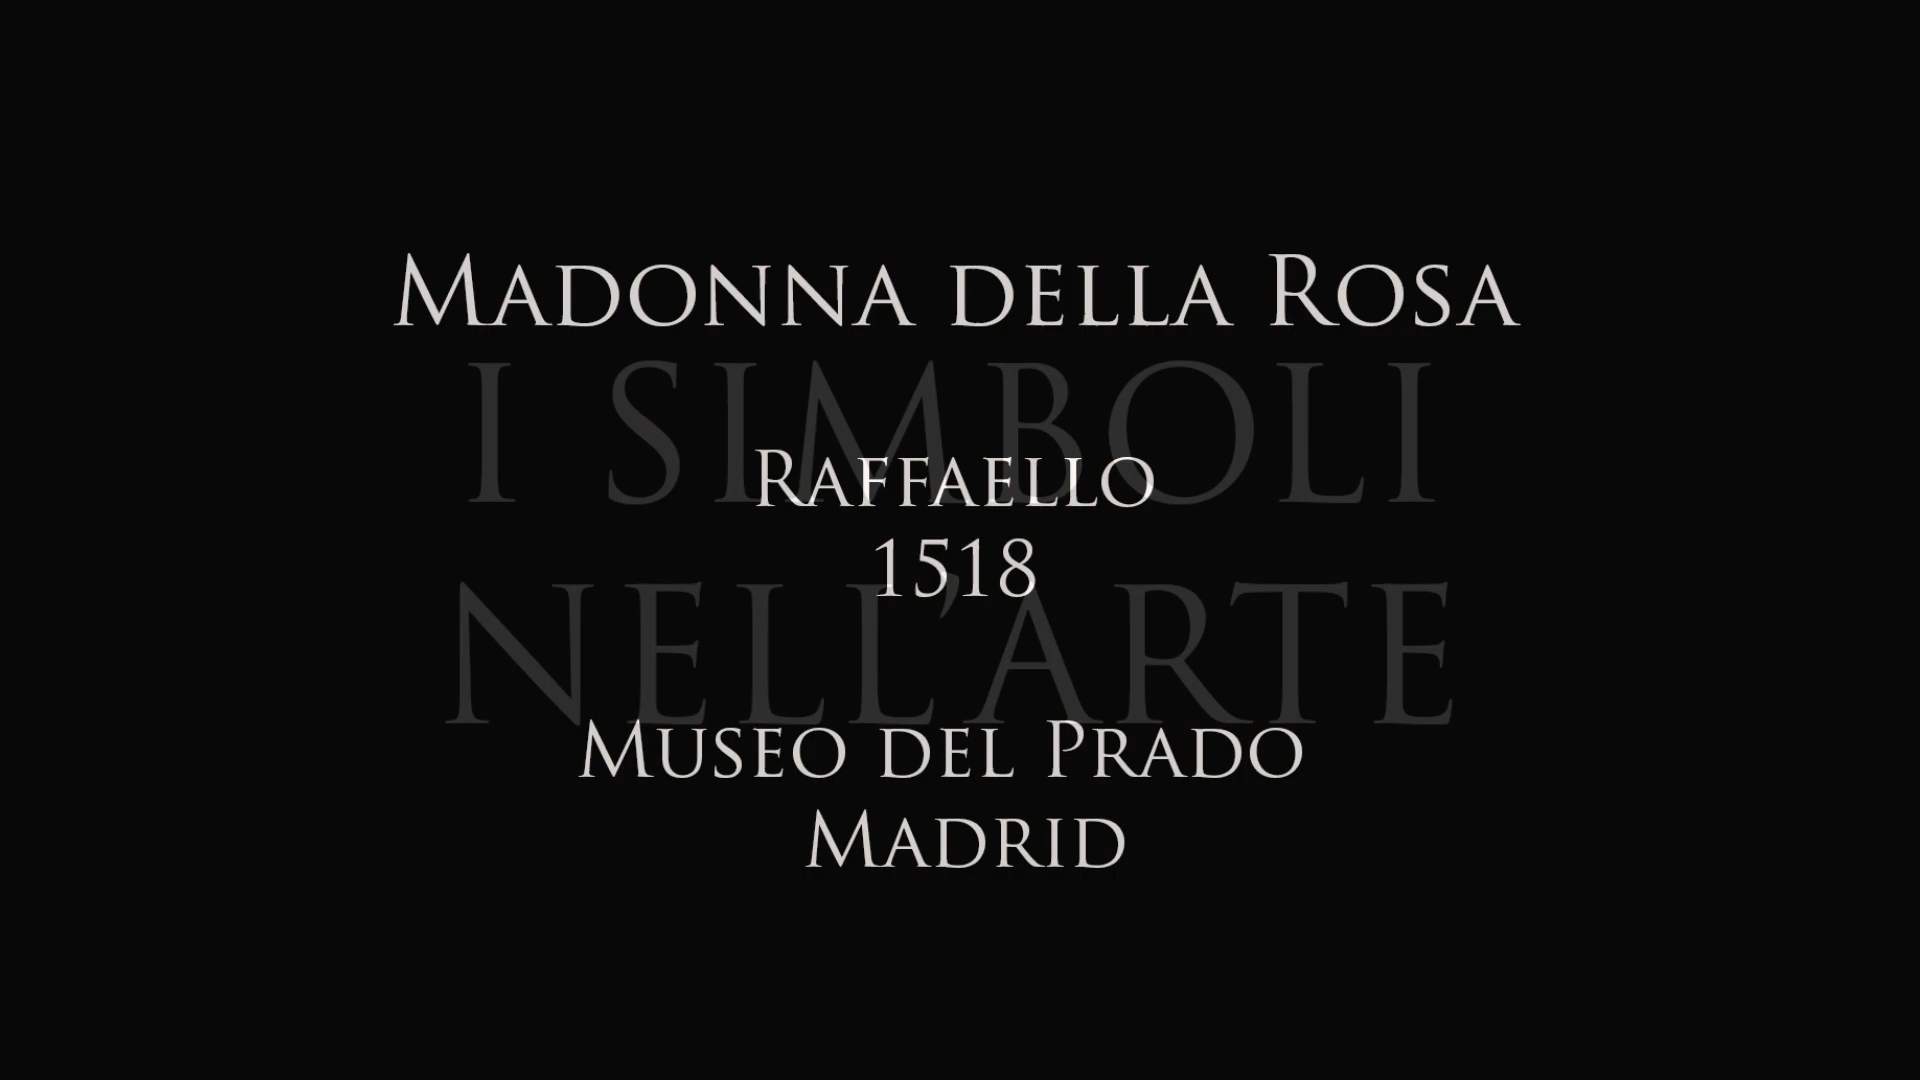 Madonna della Rosa
I SIMBOLI
Raffaello
1518
NELL'ARTE
Museo del Prado
Madrid